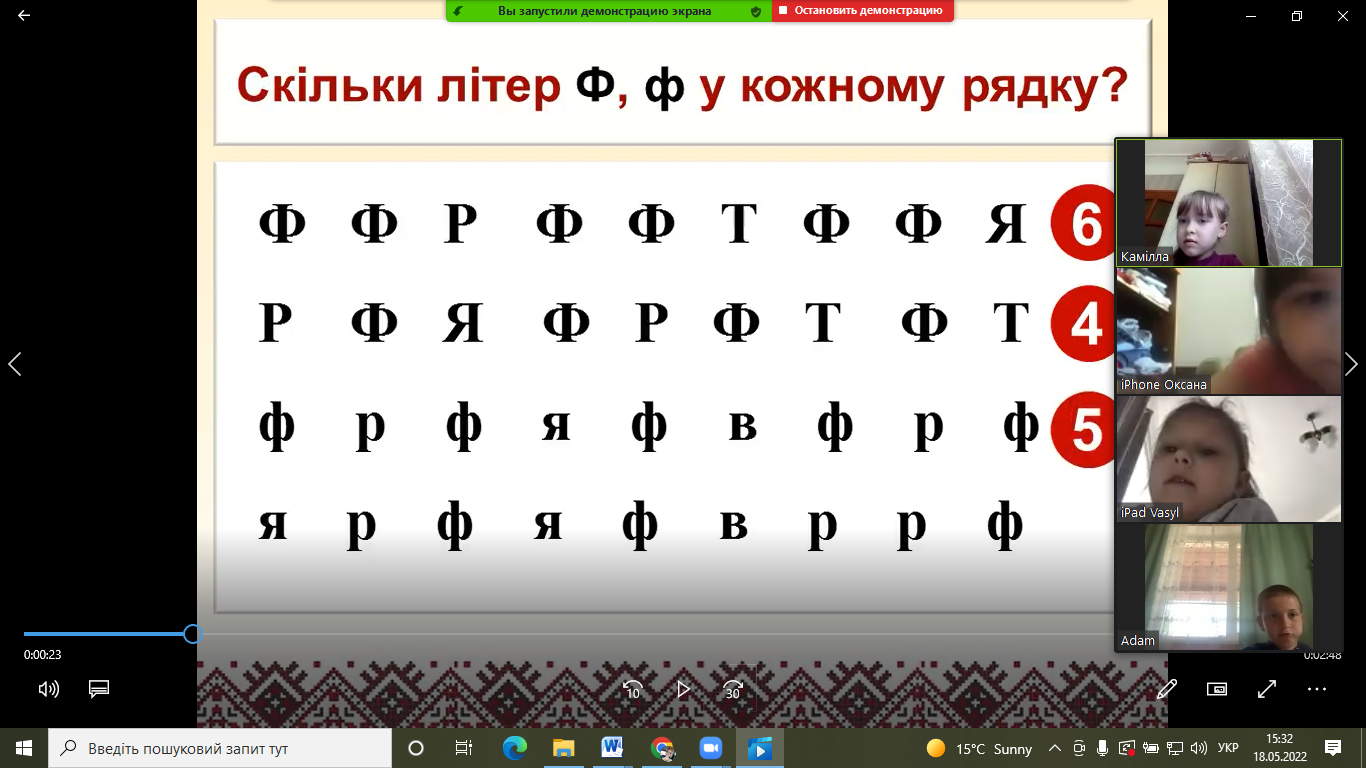 Вы запустили демонстрацию экрана
Остановить демонстрацию
Скільки літер Ф, ф у кожному рядку?
Ф Ф Р Ф Ф Т Ф Ф Я 6
Р Ф Я Ф Р Ф Т Ф Т 4
ф р ф я ф в ф р ф 5
я р ф я ф в р р ф
Камілла
iPhone Оксана
iPad Vasyl
Adam
0:00:23
0:02:48
10
30
Введіть пошуковий запит тут
15°C Sunny
УКР
15:32
18.05.2022